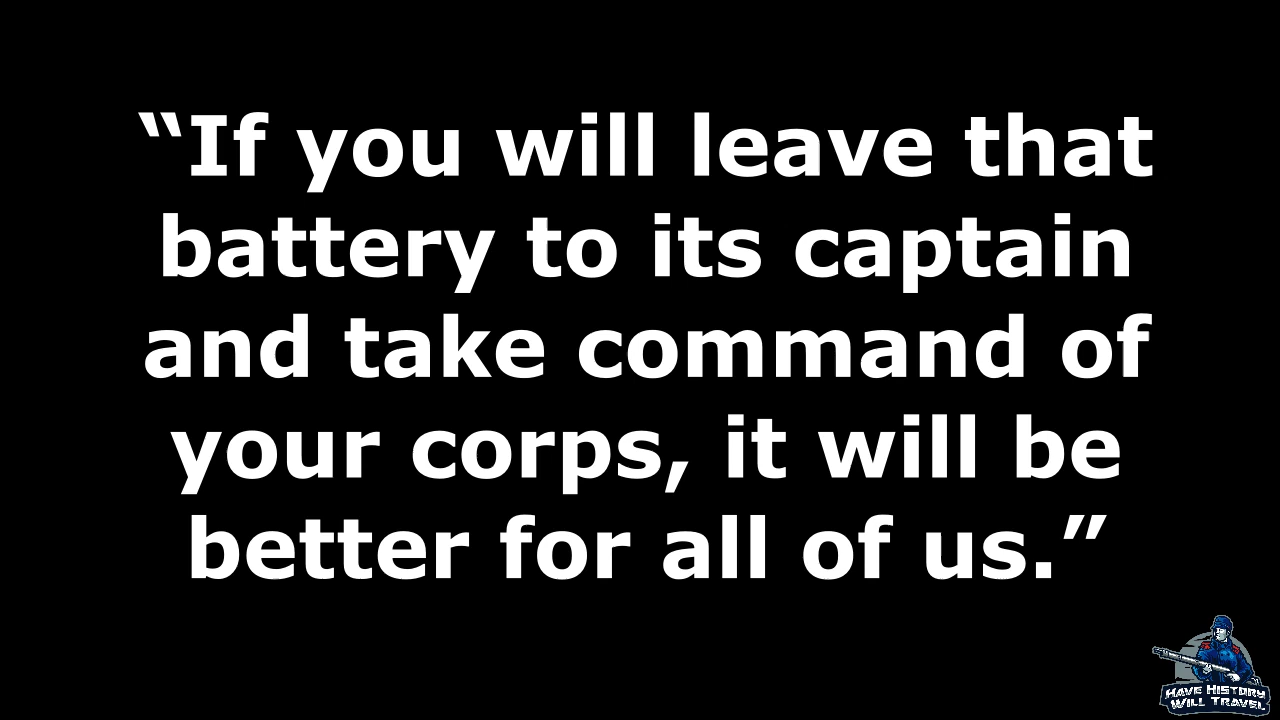 “If you will leave that
battery to its captain
and take command of
your corps, it will be
better for all of us.”
HAVE HISTORY
WILL TRAVEL